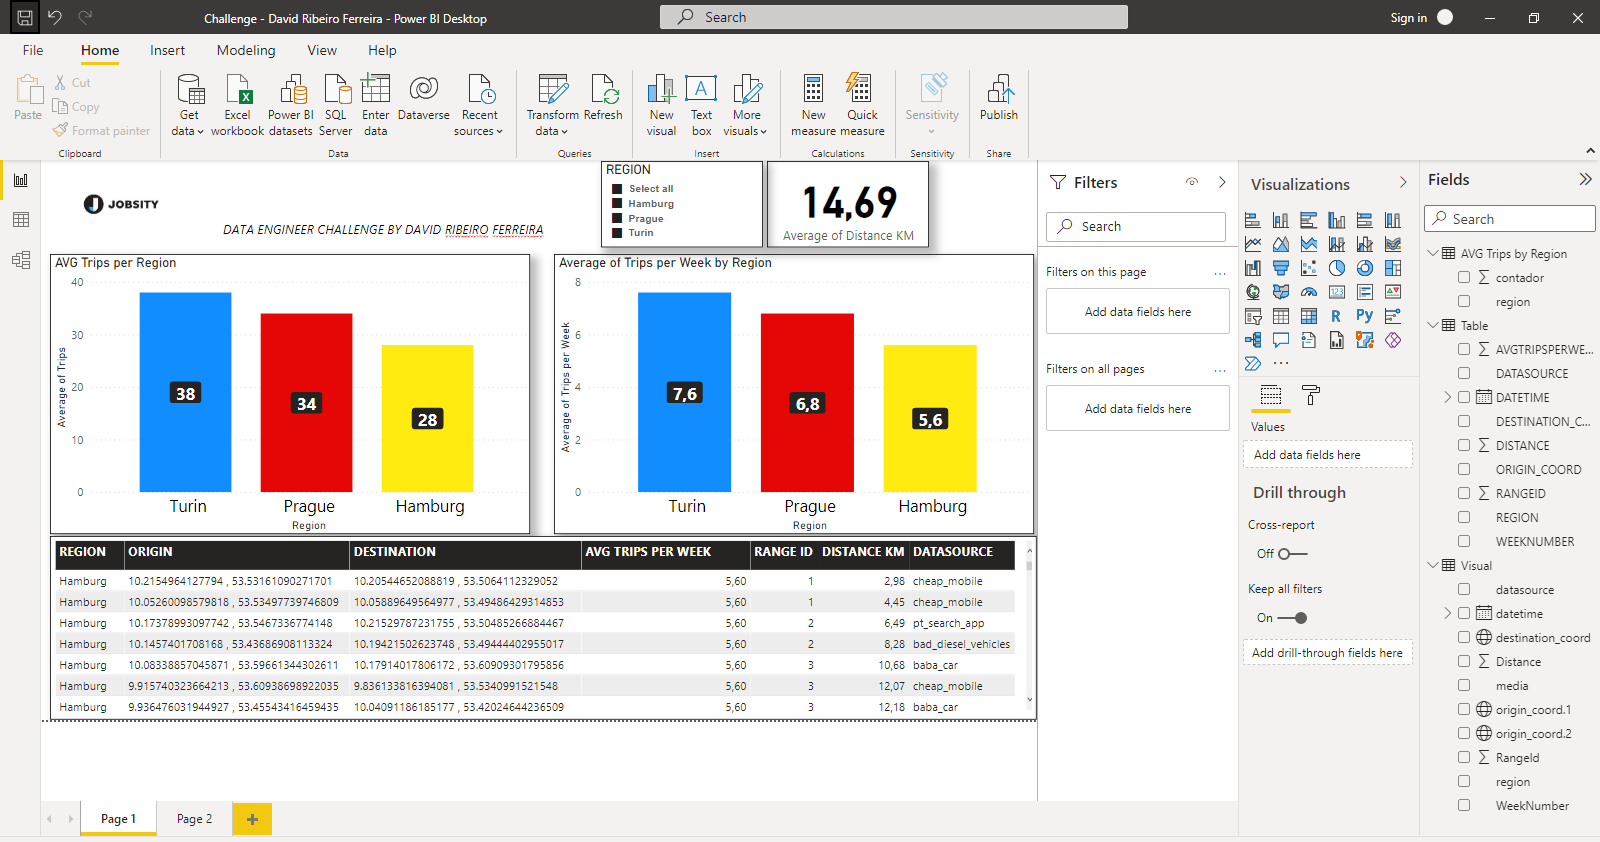 Challenge - David Ribeiro Ferreira - Power BI Desktop
Search
Sign in
File
Home
Insert
Modeling
View
Help
Paste
Cut
Copy
Format painter
Clipboard
Get data
Excel workbook
Power BI datasets
SQL Server
Enter data
Dataverse
Recent sources
Data
Transform data
Refresh
Queries
New visual
Text box
More visuals
Insert
New measure
Quick measure
Calculations
Sensitivity
Sensitivity
Publish
Share
JOBSITY
DATA ENGINEER CHALLENGE BY DAVID RIBEIRO FERREIRA
REGION
Select all
Hamburg
Prague
Turin
14,69
Average of Distance KM
AVG Trips per Region
Average of Trips
40
30
20
10
0
38
34
28
Turin
Prague
Hamburg
Region
Average of Trips per Week by Region
Average of Trips per Week
8
6
4
2
0
7,6
6,8
5,6
Turin
Prague
Hamburg
Region
REGION ORIGIN DESTINATION AVG TRIPS PER WEEK RANGE ID DISTANCE KM DATASOURCE
Hamburg 10.2154964127794 , 53.53161090271701 10.20544652088819 , 53.5064112329052 5,60 1 2,98 cheap_mobile
Hamburg 10.05260098579818 , 53.53497739746809 10.05889649564977 , 53.49486429314853 5,60 1 4,45 cheap_mobile
Hamburg 10.17378993097742 , 53.5467336774148 10.21529787231755 , 53.50485266884467 5,60 2 6,49 pt_search_app
Hamburg 10.1457401708168 , 53.43686908113324 10.19421502623748 , 53.49444402955017 5,60 2 8,28 bad_diesel_vehicles
Hamburg 10.08338857045871 , 53.59661344302611 10.17914017806172 , 53.60909301795856 5,60 3 10,68 baba_car
Hamburg 9.915740323664213 , 53.60938698922035 9.836133816394081 , 53.5340991521548 5,60 3 12,07 cheap_mobile
Hamburg 9.936476031944927 , 53.45543416459435 10.04091186185177 , 53.42024644236509 5,60 3 12,18 baba_car
Page 1
Page 2
Filters
Search
Filters on this page
...
Add data fields here
Filters on all pages
...
Add data fields here
Visualizations
123
R
Py
...
Values
Add data fields here
Drill through
Cross-report
Off
Keep all filters
On
Add drill-through fields here
Fields
Search
AVG Trips by Region
contador
region
Table
AVGTRIPSPERWE...
DATASOURCE
DATETIME
DESTINATION_C...
DISTANCE
ORIGIN_COORD
RANGEID
REGION
WEEKNUMBER
Visual
datasource
datetime
destination_coord
Distance
media
origin_coord.1
origin_coord.2
RangeId
region
WeekNumber